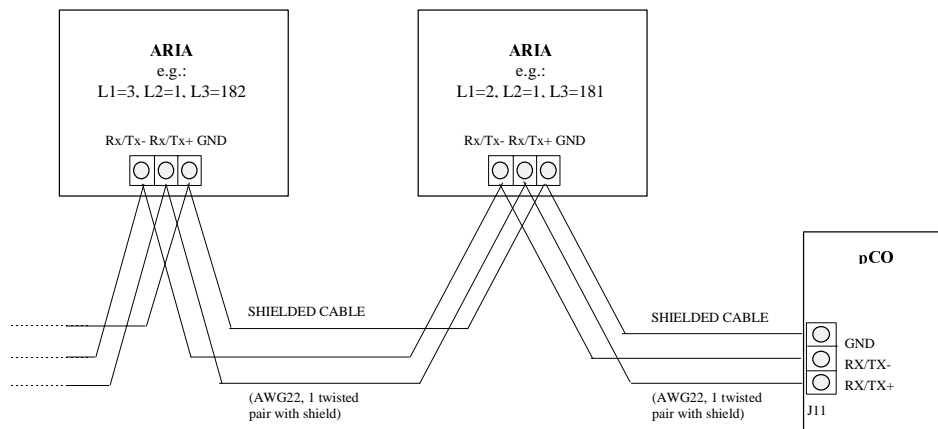 ARIA
e.g.:
L1=3, L2=1, L3=182
Rx/Tx- Rx/Tx+ GND
ARIA
e.g.:
L1=2, L2=1, L3=181
Rx/Tx- Rx/Tx+ GND
pCO
SHIELDED CABLE
SHIELDED CABLE
GND
RX/TX-
RX/TX+
(AWG22, 1 twisted
pair with shield)
(AWG22, 1 twisted
pair with shield)
J11